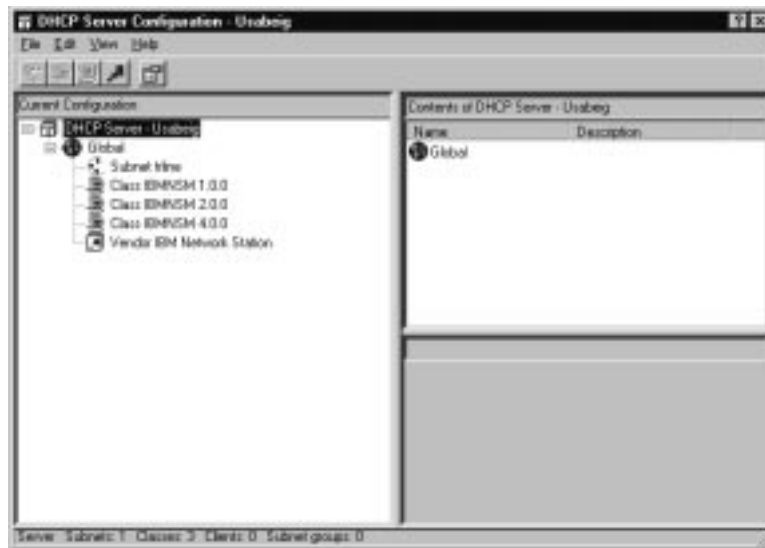 DHCP Server Configuration - Usabeig
File Edit View Help
Current Configuration
DHCP Server - Usabeig
Global
Subnet
Class IBMNSM 1.0.0
Class IBMNSM 2.0.0
Class IBMNSM 4.0.0
Vendor IBM Network Station
Contents of DHCP Server - Usabeig
Name Description
Global
Server Subnets: 1 Classes: 3 Clients: 0 Subnet groups: 0